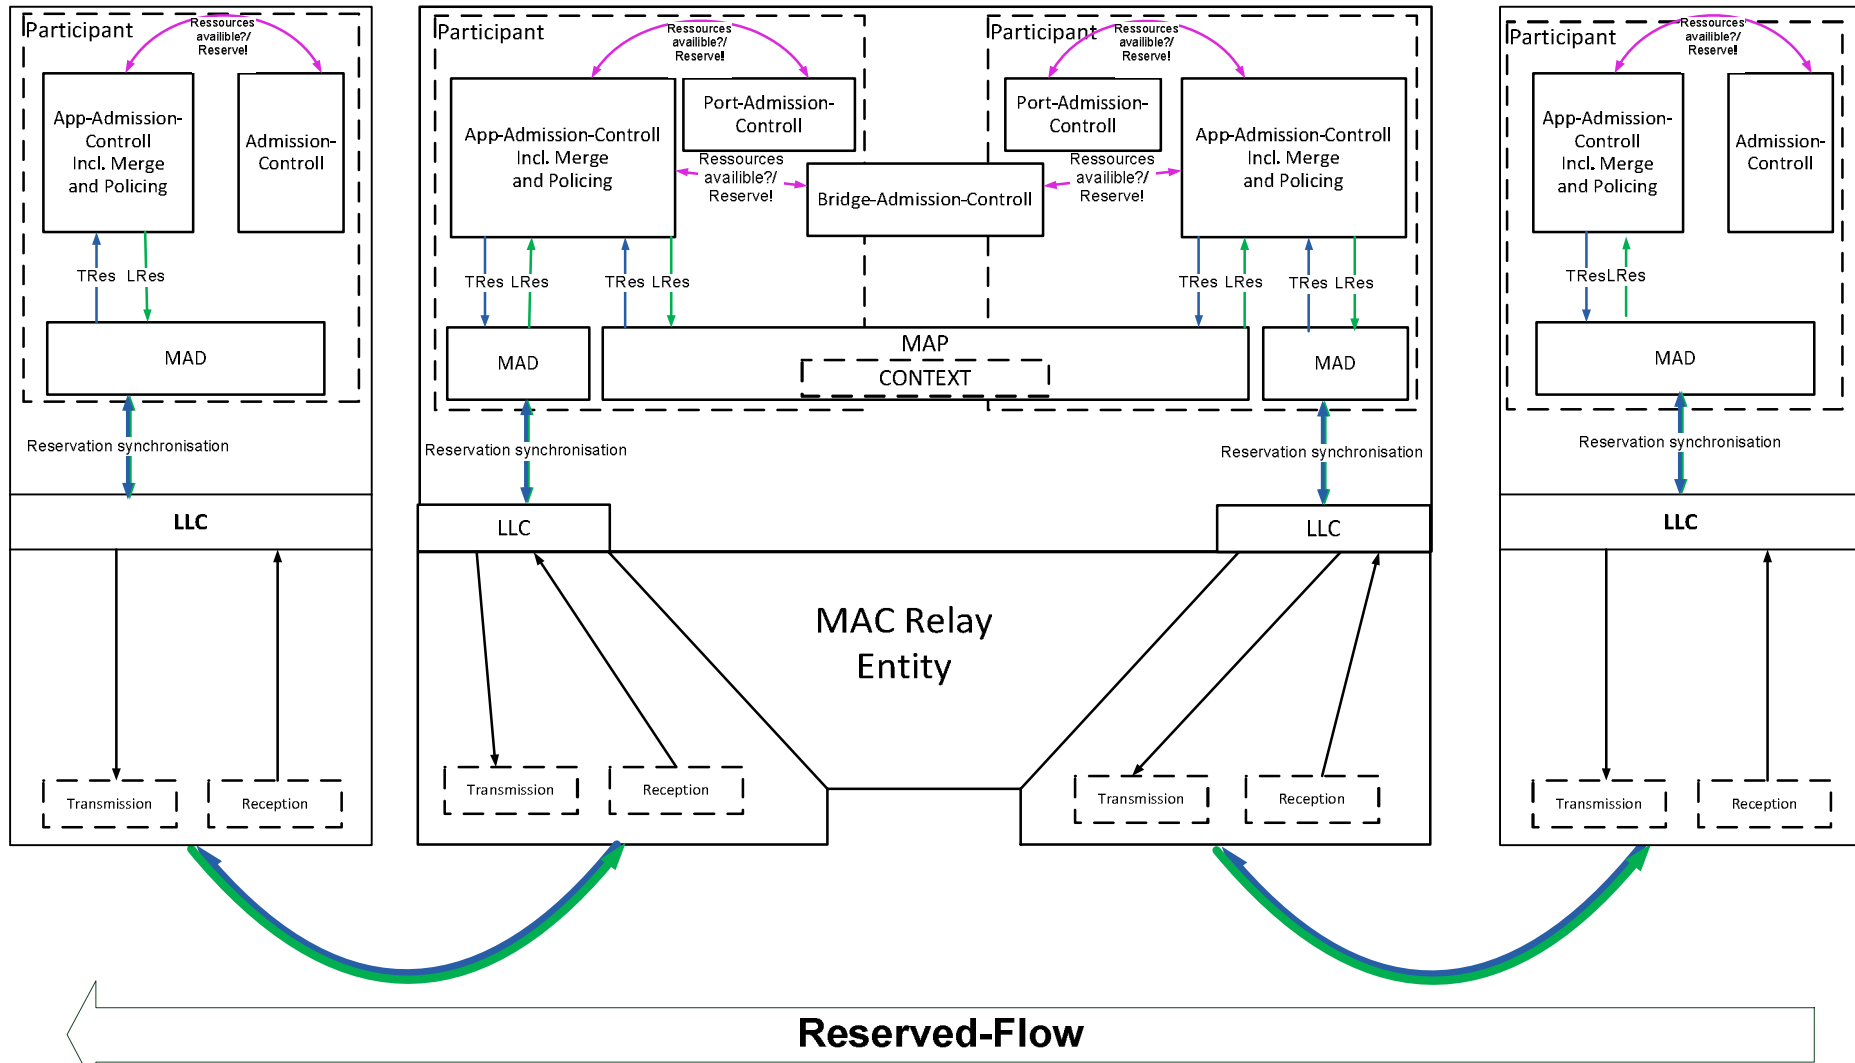 Participant
Ressources
availible?/
Reserve!
App-Admission-
Controll
Incl. Merge
and Policing
Admission-
Controll
TRes
LRes
MAD
Reservation synchronisation
LLC
Transmission
Reception
Participant
Ressources
availible?/
Reserve!
App-Admission-Controll
Incl. Merge
and Policing
Port-Admission-
Controll
Ressources
availible?/
Reserve!
Bridge-Admission-Controll
Participant
Ressources
availible?/
Reserve!
Port-Admission-
Controll
App-Admission-Controll
Incl. Merge
and Policing
Ressources
availible?/
Reserve!
TRes
LRes
TRes
LRes
TRes
LRes
TRes
LRes
MAD
MAP
CONTEXT
MAD
Reservation synchronisation
Reservation synchronisation
LLC
LLC
MAC Relay
Entity
Transmission
Reception
Transmission
Reception
Participant
Ressources
availible?/
Reserve!
App-Admission-
Controll
Incl. Merge
and Policing
Admission-
Controll
TRes
LRes
MAD
Reservation synchronisation
LLC
Transmission
Reception
Reserved-Flow